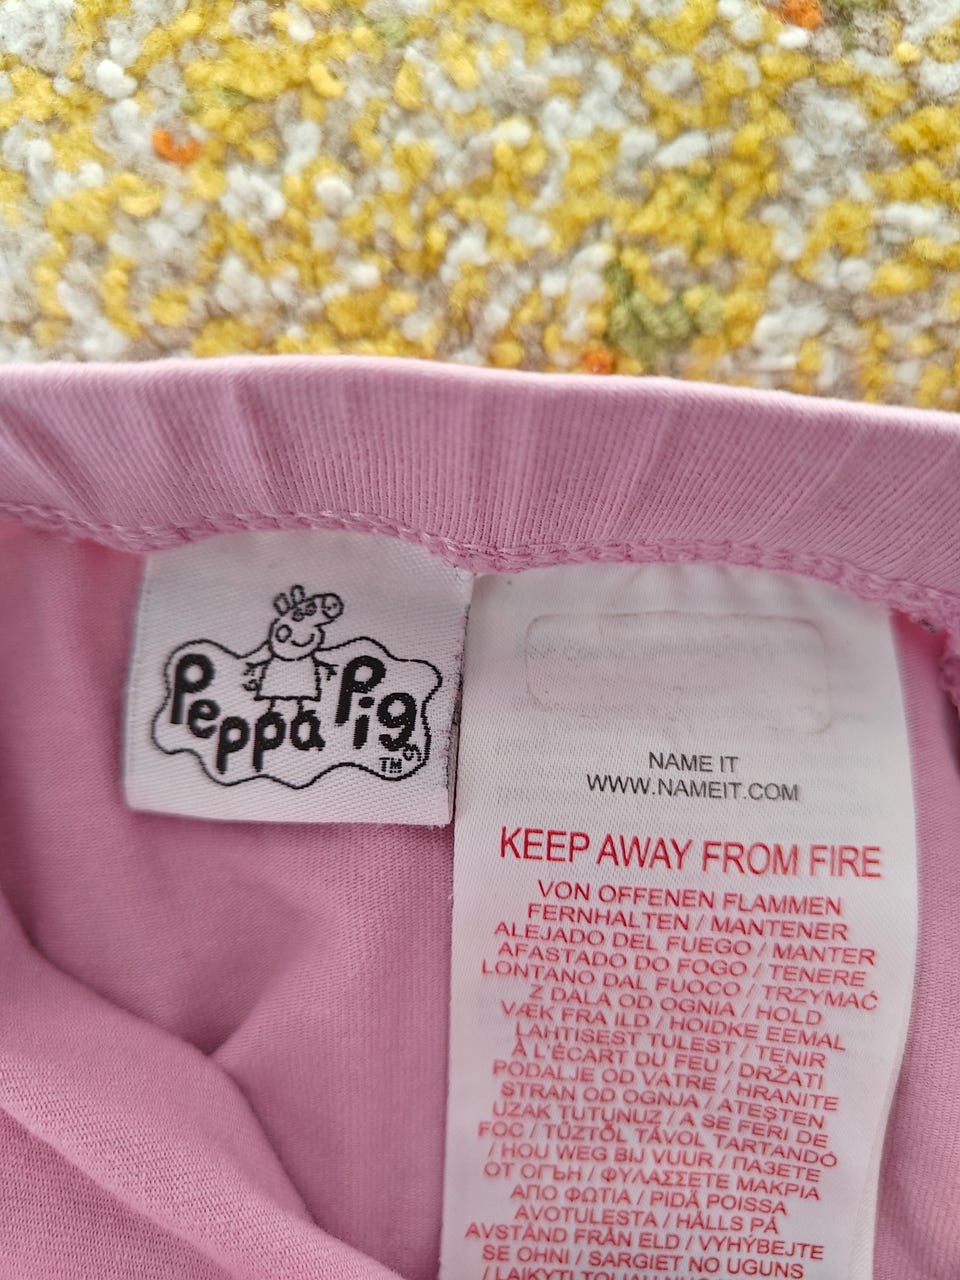 Peppa Pig
TM
NAME IT
WWW.NAMEIT.COM
KEEP AWAY FROM FIRE
VON OFFENEN FLAMMEN
FERNHALTEN / MANTENER
ALEJADO DEL FUEGO / MANTER
AFASTADO DO FOGO / TENERE
LONTANO DAL FUOCO / TRZYMAĆ
Z DALA OD OGNIA / HOLD
VÆK FRA ILD / HOIDKE EEMAL
LAHTISEST TULEST / TENIR
À L'ÉCART DU FEU / DRŽATI
PODALJE OD VATRE / HRANITE
STRAN OD OGNJA / ATEŞTEN
UZAK TUTUNUZ / A SE FERI DE
FOC / TŰZTŐL TÁVOL TARTANDÓ
/ HOU WEG BIJ VUUR / ПАЗЕТЕ
ОТ ОГЪН / ΦΥΛΑΣΣΕΤΕ ΜΑΚΡΙΑ
ΑΠΟ ΦΩΤΙΑ / PIDÄ POISSA
AVOTULESTA / HÅLLS PÅ
AVSTÅND FRÅN ELD / VYHÝBEJTE
SE OHNI / SARGIET NO UGUNS
/ LAIKYTI TOLIAU NUO